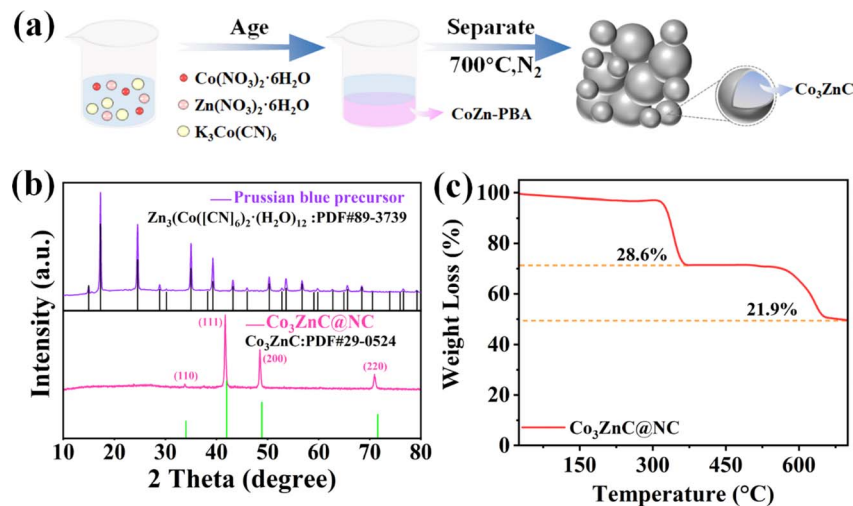 (a)
Age
Separate
700°C,N₂
Co(NO₃)₂·6H₂O
Zn(NO₃)₂·6H₂O
K₃Co(CN)₆
CoZn-PBA
Co₃ZnC
(b)
Prussian blue precursor
Zn₃(Co([CN]₆)₂·(H₂O)₁₂ :PDF#89-3739
Co₃ZnC@NC
Co₃ZnC:PDF#29-0524
(110)
(111)
(200)
(220)
Intensity (a.u.)
10 20 30 40 50 60 70 80
2 Theta (degree)
(c)
100
80
60
40
20
0
28.6%
21.9%
Co₃ZnC@NC
Weight Loss (%)
150 300 450 600
Temperature (°C)